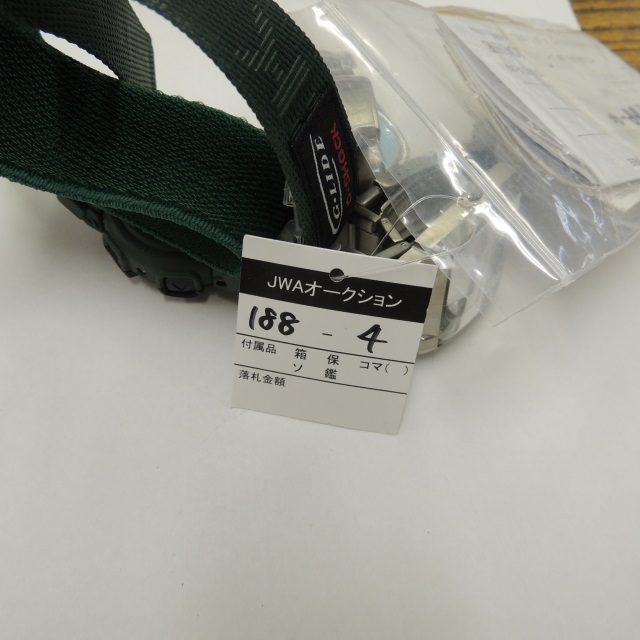 G-SHOCK
G-LIDE
JWAオークション
188 - 4
付属品 箱 保 コマ( )
ソ 鑑
落札金額